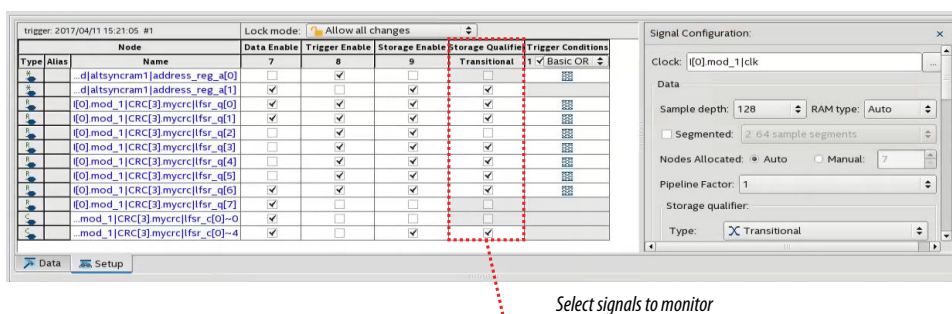 trigger: 2017/04/11 15:21:05 #1 Lock mode: Allow all changes
Node Data Enable Trigger Enable Storage Enable Storage Qualifier Trigger Conditions
Type Alias Name 7 8 9 Transitional 1 Basic OR
...d|altsyncram1|address_reg_a[0]
...d|altsyncram1|address_reg_a[1]
I[0].mod_1|CRC[3].mycrc|lfsr_q[0]
I[0].mod_1|CRC[3].mycrc|lfsr_q[1]
I[0].mod_1|CRC[3].mycrc|lfsr_q[2]
I[0].mod_1|CRC[3].mycrc|lfsr_q[3]
I[0].mod_1|CRC[3].mycrc|lfsr_q[4]
I[0].mod_1|CRC[3].mycrc|lfsr_q[5]
I[0].mod_1|CRC[3].mycrc|lfsr_q[6]
I[0].mod_1|CRC[3].mycrc|lfsr_q[7]
...mod_1|CRC[3].mycrc|lfsr_c[0]~0
...mod_1|CRC[3].mycrc|lfsr_c[0]~4
Data Setup
Signal Configuration:
Clock: I[0].mod_1|clk ...
Data
Sample depth: 128 RAM type: Auto
Segmented: 2 64 sample segments
Nodes Allocated: Auto Manual: 7
Pipeline Factor: 1
Storage qualifier:
Type: Transitional
Select signals to monitor